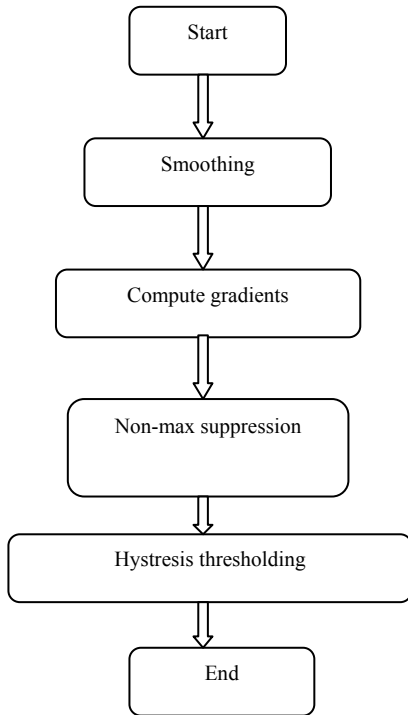 Start
Smoothing
Compute gradients
Non-max suppression
Hystresis thresholding
End